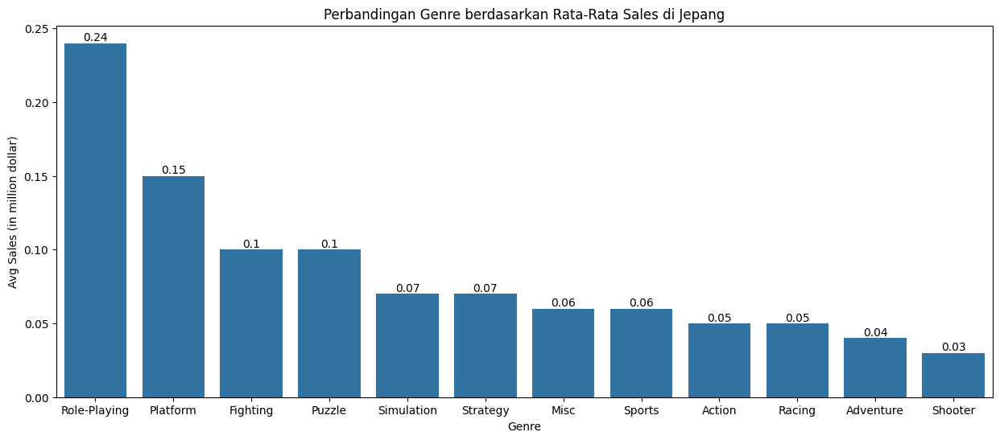 Perbandingan Genre berdasarkan Rata-Rata Sales di Jepang
Avg Sales (in million dollar)
0.25
0.20
0.15
0.10
0.05
0.00
0.24
0.15
0.1
0.1
0.07
0.07
0.06
0.06
0.05
0.05
0.04
0.03
Role-Playing
Platform
Fighting
Puzzle
Simulation
Strategy
Misc
Sports
Action
Racing
Adventure
Shooter
Genre